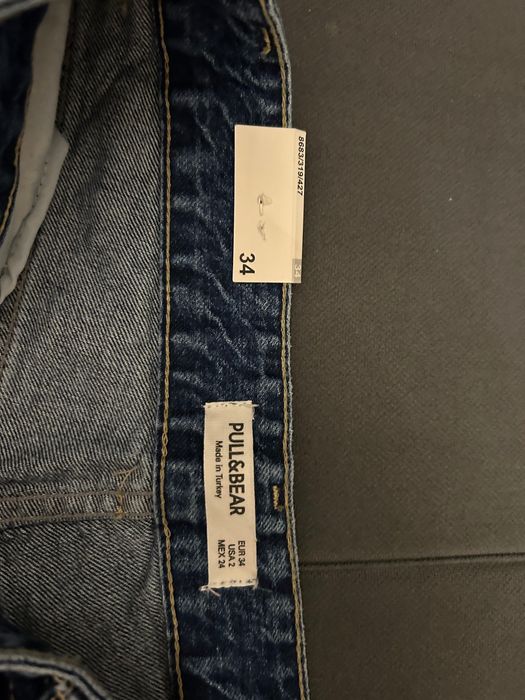 8683/319/427
34
PULL&BEAR
Made in Turkey
EUR 34
USA 2
MEX 24